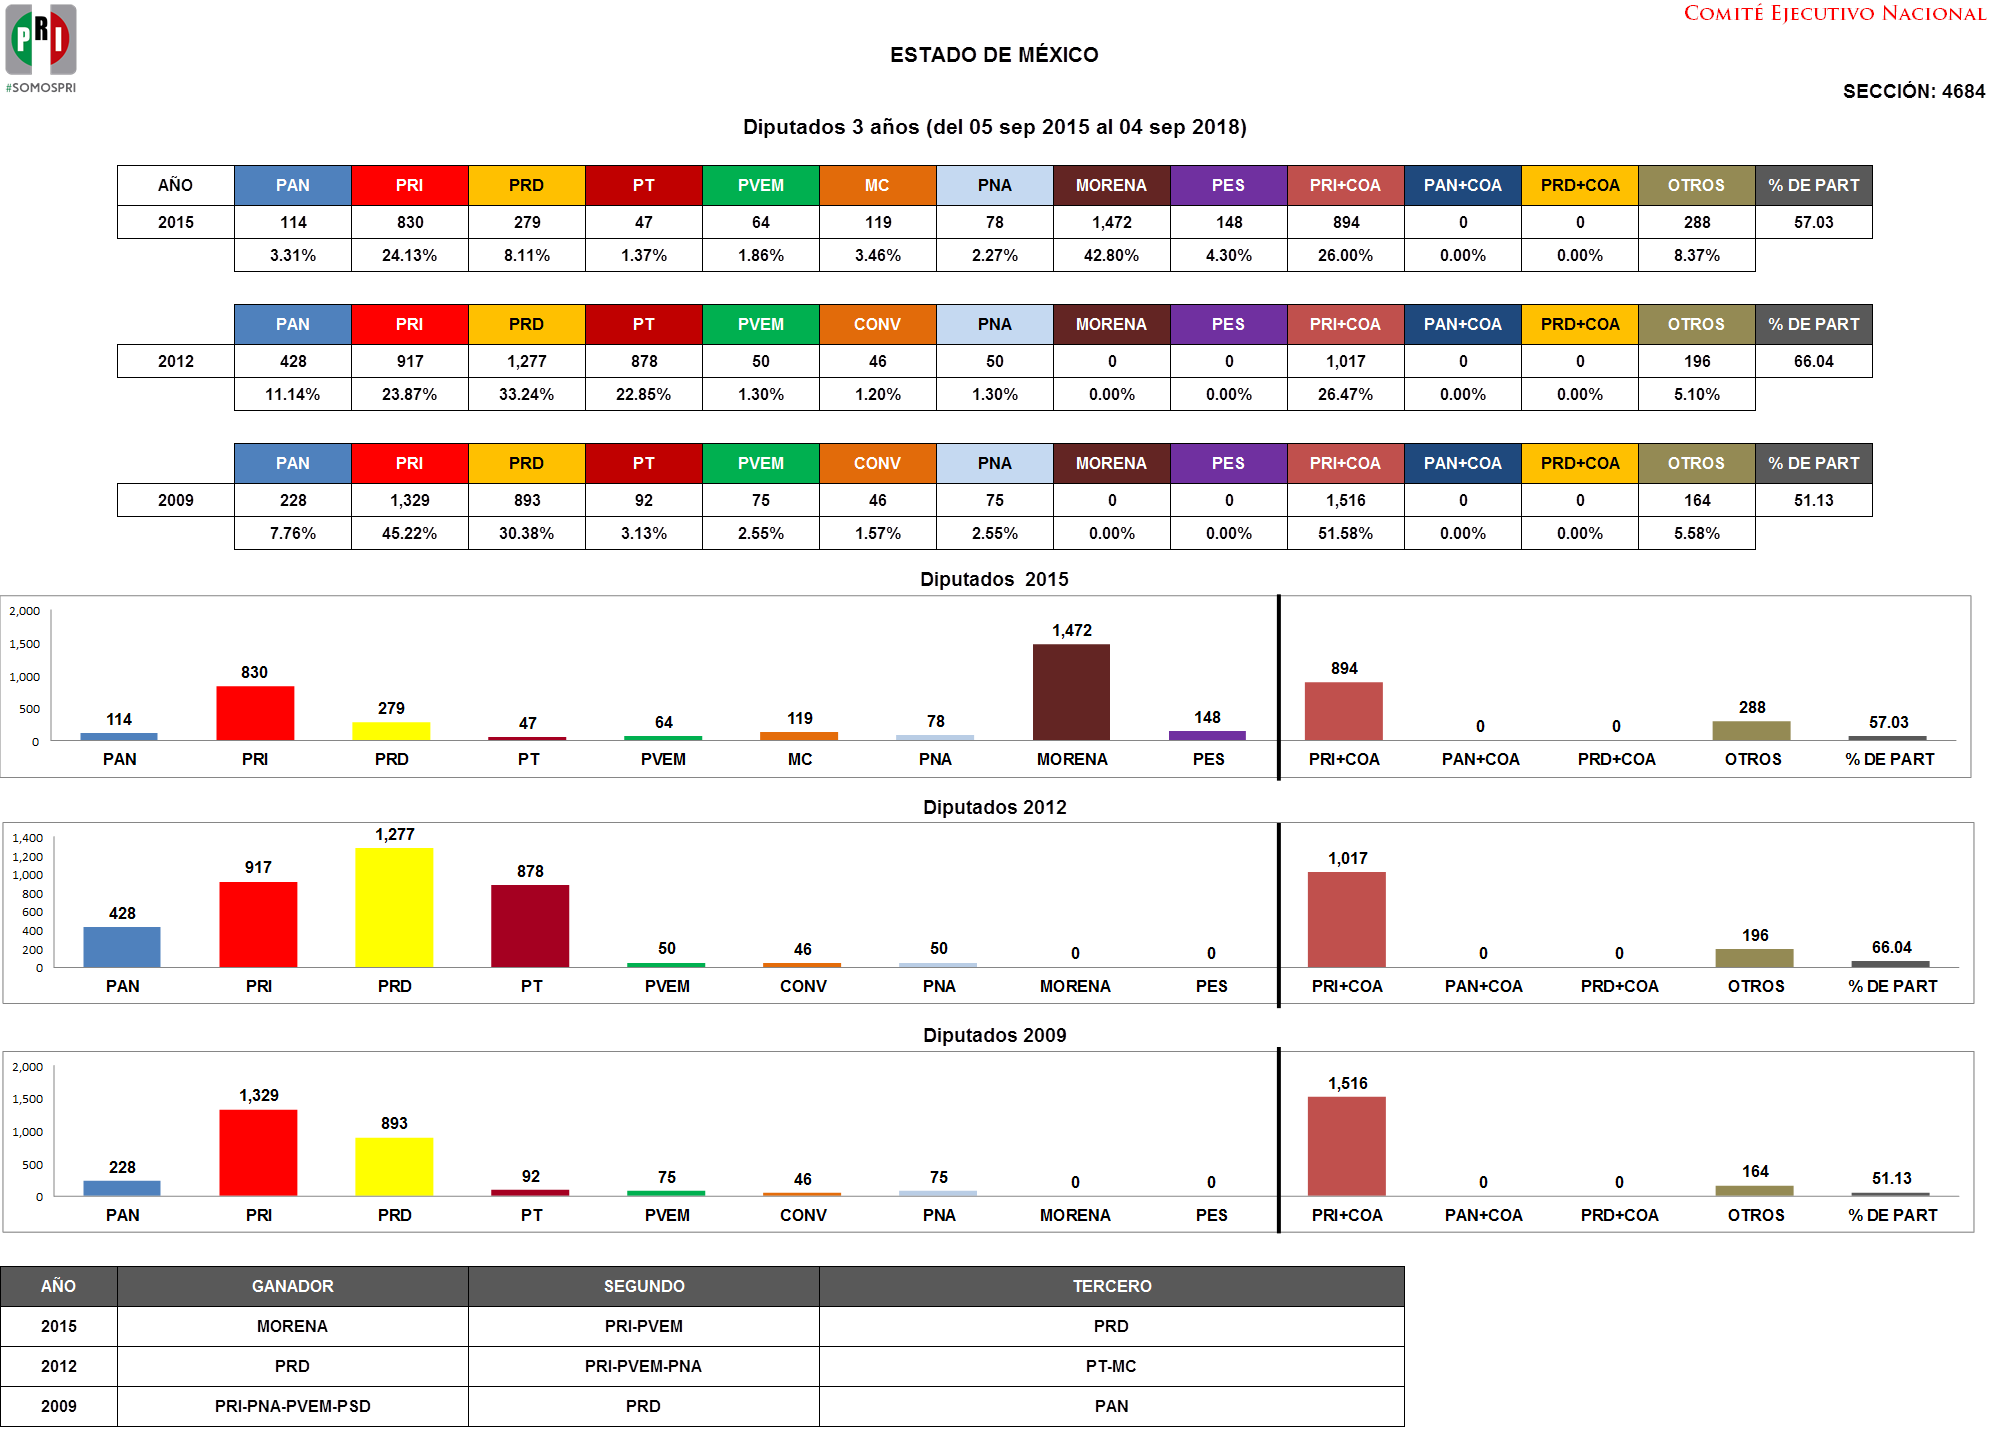 PRI
#SOMOSPRI
COMITÉ EJECUTIVO NACIONAL
ESTADO DE MÉXICO
SECCIÓN: 4684
Diputados 3 años (del 05 sep 2015 al 04 sep 2018)
AÑO PAN PRI PRD PT PVEM MC PNA MORENA PES PRI+COA PAN+COA PRD+COA OTROS % DE PART
2015 114 830 279 47 64 119 78 1,472 148 894 0 0 288 57.03
3.31% 24.13% 8.11% 1.37% 1.86% 3.46% 2.27% 42.80% 4.30% 26.00% 0.00% 0.00% 8.37%
PAN PRI PRD PT PVEM CONV PNA MORENA PES PRI+COA PAN+COA PRD+COA OTROS % DE PART
2012 428 917 1,277 878 50 46 50 0 0 1,017 0 0 196 66.04
11.14% 23.87% 33.24% 22.85% 1.30% 1.20% 1.30% 0.00% 0.00% 26.47% 0.00% 0.00% 5.10%
PAN PRI PRD PT PVEM CONV PNA MORENA PES PRI+COA PAN+COA PRD+COA OTROS % DE PART
2009 228 1,329 893 92 75 46 75 0 0 1,516 0 0 164 51.13
7.76% 45.22% 30.38% 3.13% 2.55% 1.57% 2.55% 0.00% 0.00% 51.58% 0.00% 0.00% 5.58%
Diputados 2015
2,000
1,500
1,000
500
0
114 830 279 47 64 119 78 1,472 148 894 0 0 288 57.03
PAN PRI PRD PT PVEM MC PNA MORENA PES PRI+COA PAN+COA PRD+COA OTROS % DE PART
Diputados 2012
1,400
1,200
1,000
800
600
400
200
0
428 917 1,277 878 50 46 50 0 0 1,017 0 0 196 66.04
PAN PRI PRD PT PVEM CONV PNA MORENA PES PRI+COA PAN+COA PRD+COA OTROS % DE PART
Diputados 2009
2,000
1,500
1,000
500
0
228 1,329 893 92 75 46 75 0 0 1,516 0 0 164 51.13
PAN PRI PRD PT PVEM CONV PNA MORENA PES PRI+COA PAN+COA PRD+COA OTROS % DE PART
AÑO GANADOR SEGUNDO TERCERO
2015 MORENA PRI-PVEM PRD
2012 PRD PRI-PVEM-PNA PT-MC
2009 PRI-PNA-PVEM-PSD PRD PAN